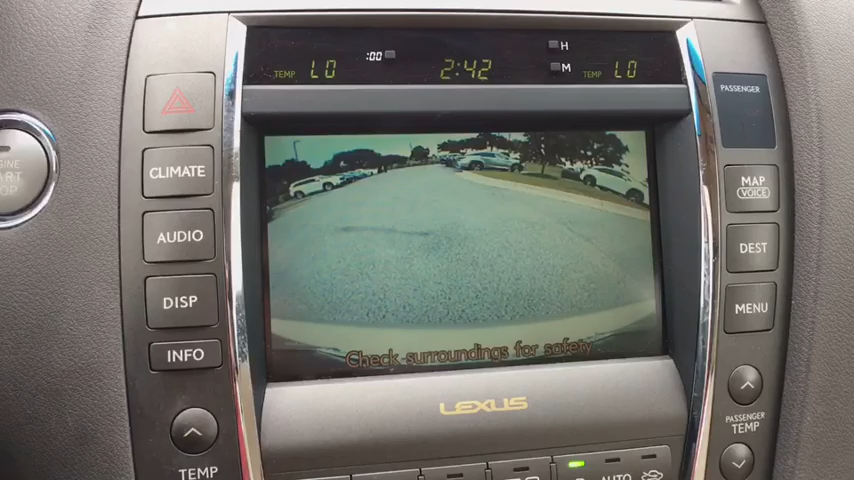 :00
H
TEMP LO
2:42
M
TEMP LO
PASSENGER
START
CLIMATE
MAP
VOICE
AUDIO
DEST
DISP
MENU
INFO
Check surroundings for safety
LEXUS
PASSENGER
TEMP
TEMP
AUTO